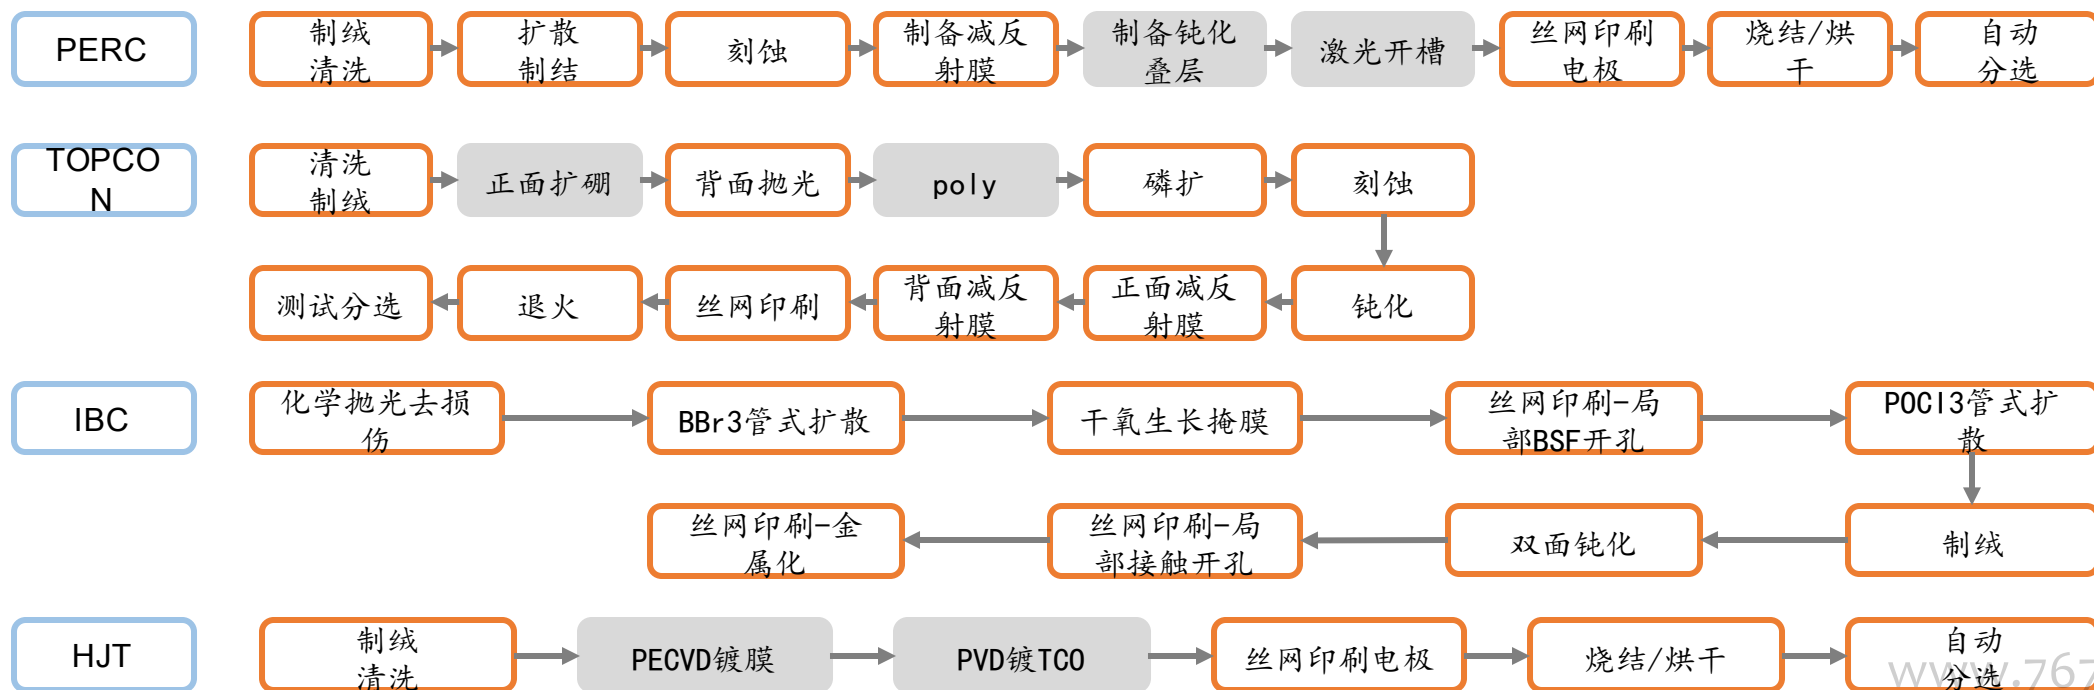 PERC
制绒
清洗
扩散
制结
刻蚀
制备减反
射膜
制备钝化
叠层
激光开槽
丝网印刷
电极
烧结/烘
干
自动
分选
TOPCO
N
清洗
制绒
正面扩硼
背面抛光
poly
磷扩
刻蚀
测试分选
退火
丝网印刷
背面减反
射膜
正面减反
射膜
钝化
IBC
化学抛光去损
伤
BBr3管式扩散
干氧生长掩膜
丝网印刷-局
部BSF开孔
POCl3管式扩
散
丝网印刷-金
属化
丝网印刷-局
部接触开孔
双面钝化
制绒
HJT
制绒
清洗
PECVD镀膜
PVD镀TCO
丝网印刷电极
烧结/烘干
自动
分选
www.767